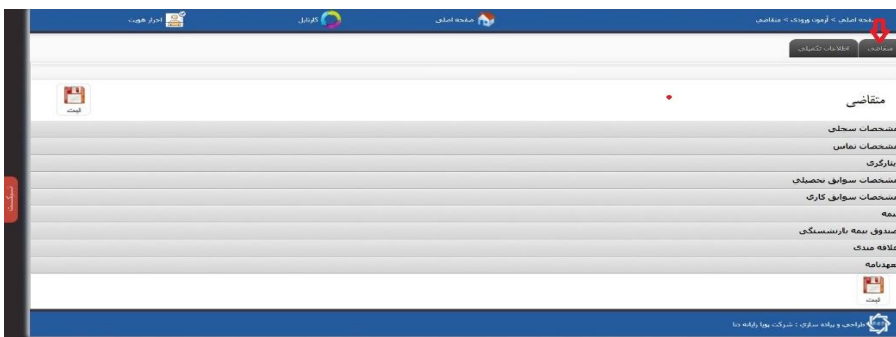 صفحه اصلی > آزمون ورودی > متقاضی
صفحه اصلی
کارتابل
احراز هویت
متقاضی
اطلاعات تکمیلی
متقاضی
ثبت
مشخصات سجلی
مشخصات تماس
ایثارگری
مشخصات سوابق تحصیلی
مشخصات سوابق کاری
بیمه
صندوق بیمه بازنشستگی
علاقه مندی
تعهدنامه
ثبت
تیکت
طراحی و پیاده سازی : شرکت پویا رایانه دنا